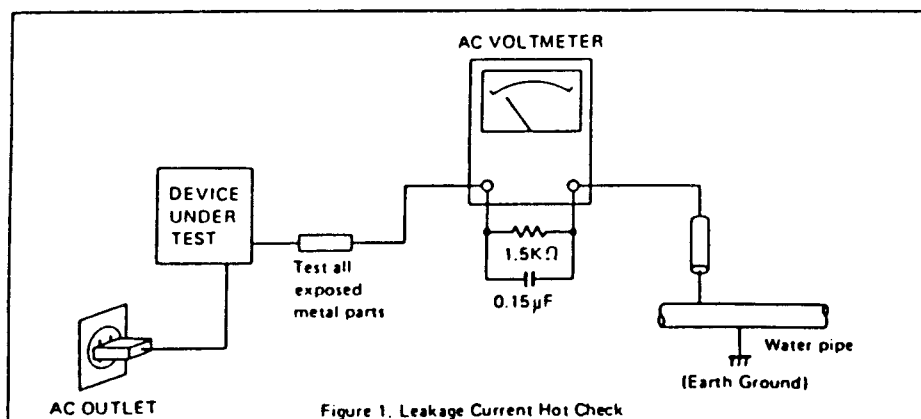 AC VOLTMETER
DEVICE
UNDER
TEST
Test all
exposed
metal parts
1.5KΩ
0.15µF
Water pipe
(Earth Ground)
AC OUTLET
Figure 1. Leakage Current Hot Check